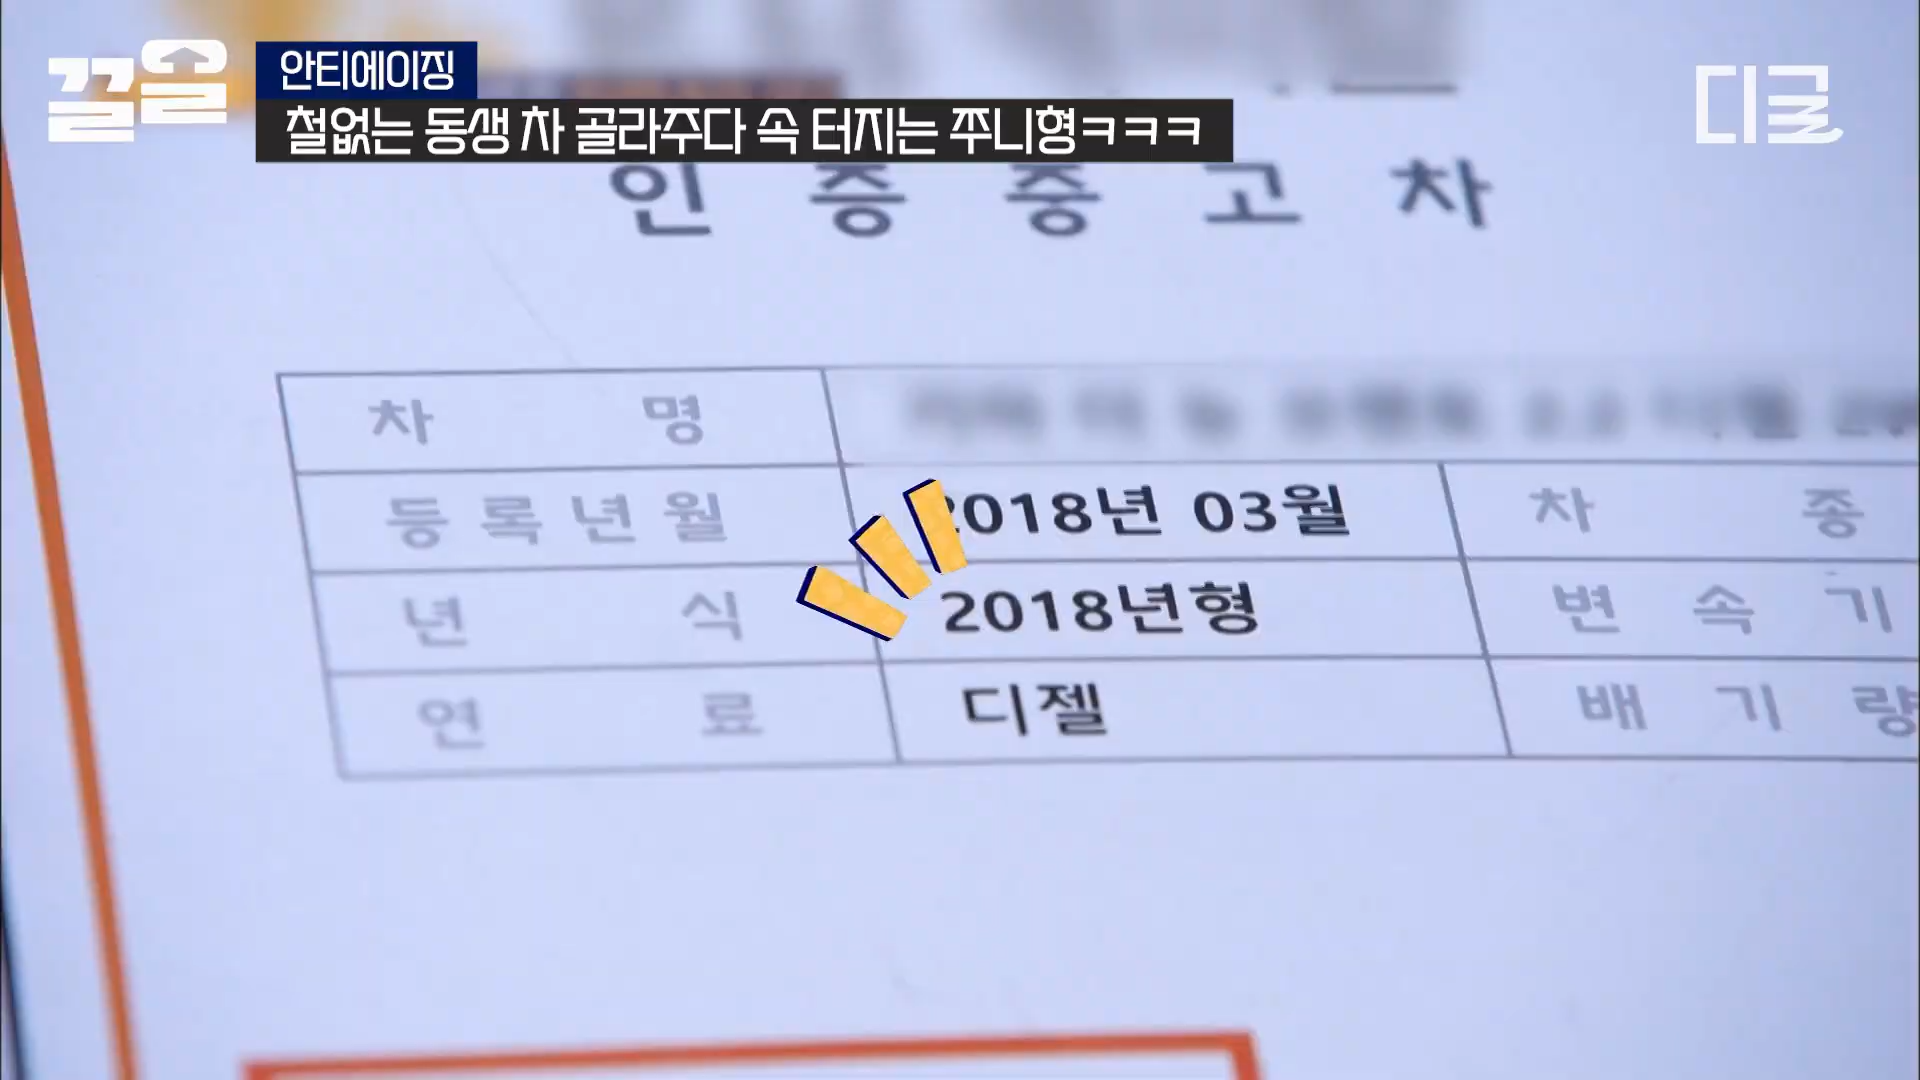 끌올
안티에이징
디글
철없는 동생 차 골라주다 속 터지는 쭈니형ㅋㅋㅋ
인 증 중 고 차
차 명
등록년월 2018년 03월 차 종
년 식 2018년형 변 속 기
연 료 디젤 배 기 량